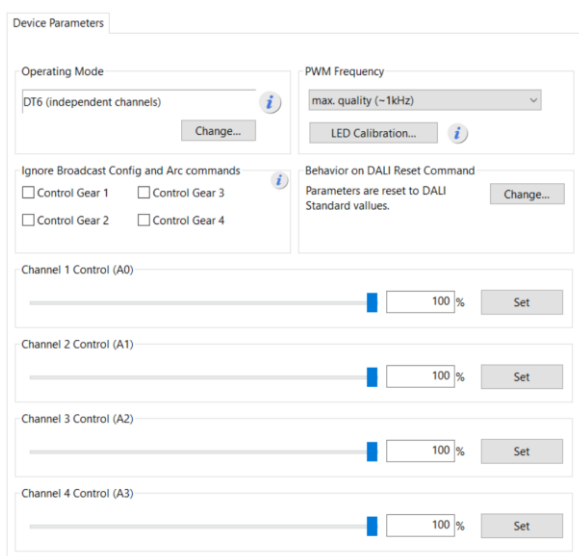 Device Parameters
Operating Mode
DT6 (independent channels)
Change...
PWM Frequency
max. quality (~1kHz)
LED Calibration...
Ignore Broadcast Config and Arc commands
Control Gear 1
Control Gear 3
Control Gear 2
Control Gear 4
Behavior on DALI Reset Command
Parameters are reset to DALI
Standard vallues.
Change...
Channel 1 Control (A0)
100 % Set
Channel 2 Control (A1)
100 % Set
Channel 3 Control (A2)
100 % Set
Channel 4 Control (A3)
100 % Set